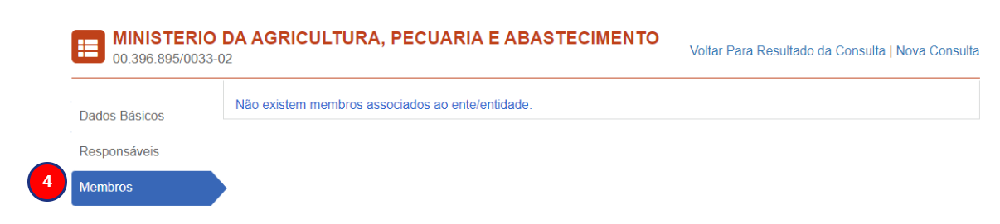 MINISTERIO DA AGRICULTURA, PECUARIA E ABASTECIMENTO
00.396.895/0033-02
Voltar Para Resultado da Consulta | Nova Consulta
Não existem membros associados ao ente/entidade.
Dados Básicos
Responsáveis
4
Membros